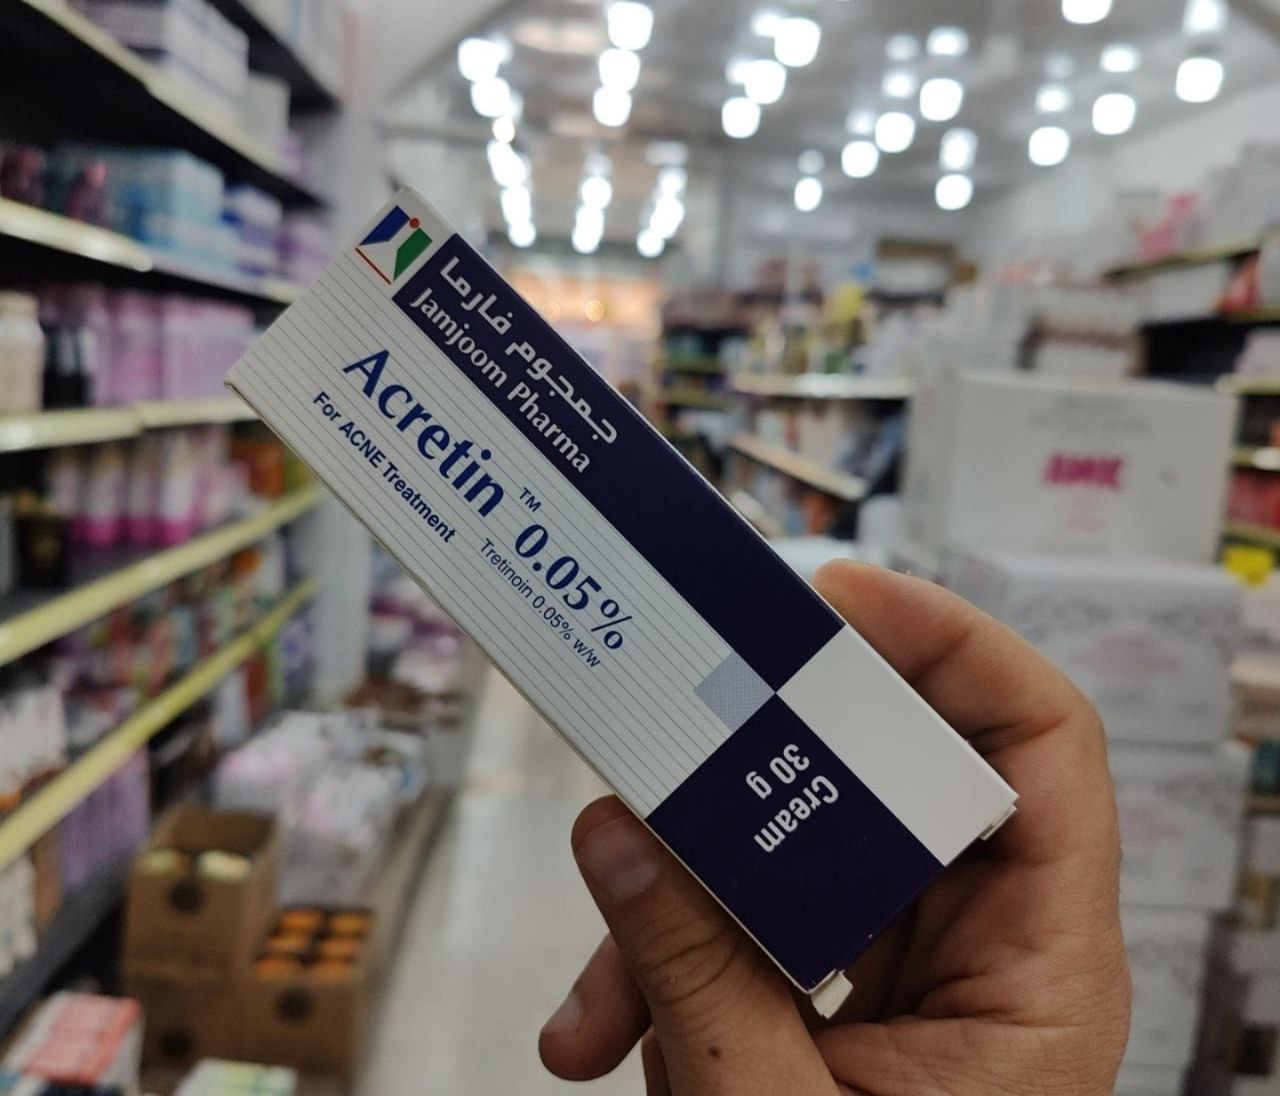 جمجوم فارما
Jamjoom Pharma
Acretin™ 0.05%
Tretinoin 0.05% w/w
For ACNE Treatment
Cream
30 g